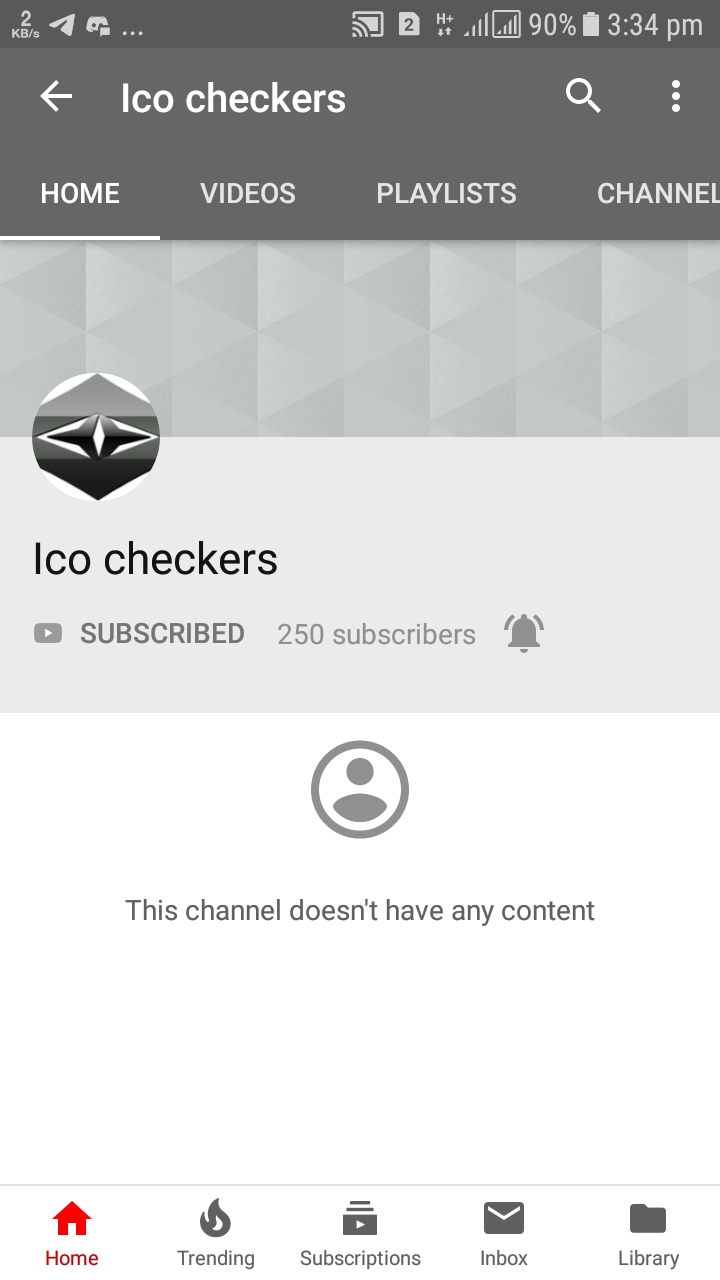 2
KB/s ... 2 H+ 90% 3:34 pm
Ico checkers
HOME VIDEOS PLAYLISTS CHANNEL
Ico checkers
SUBSCRIBED 250 subscribers
This channel doesn't have any content
Home Trending Subscriptions Inbox Library